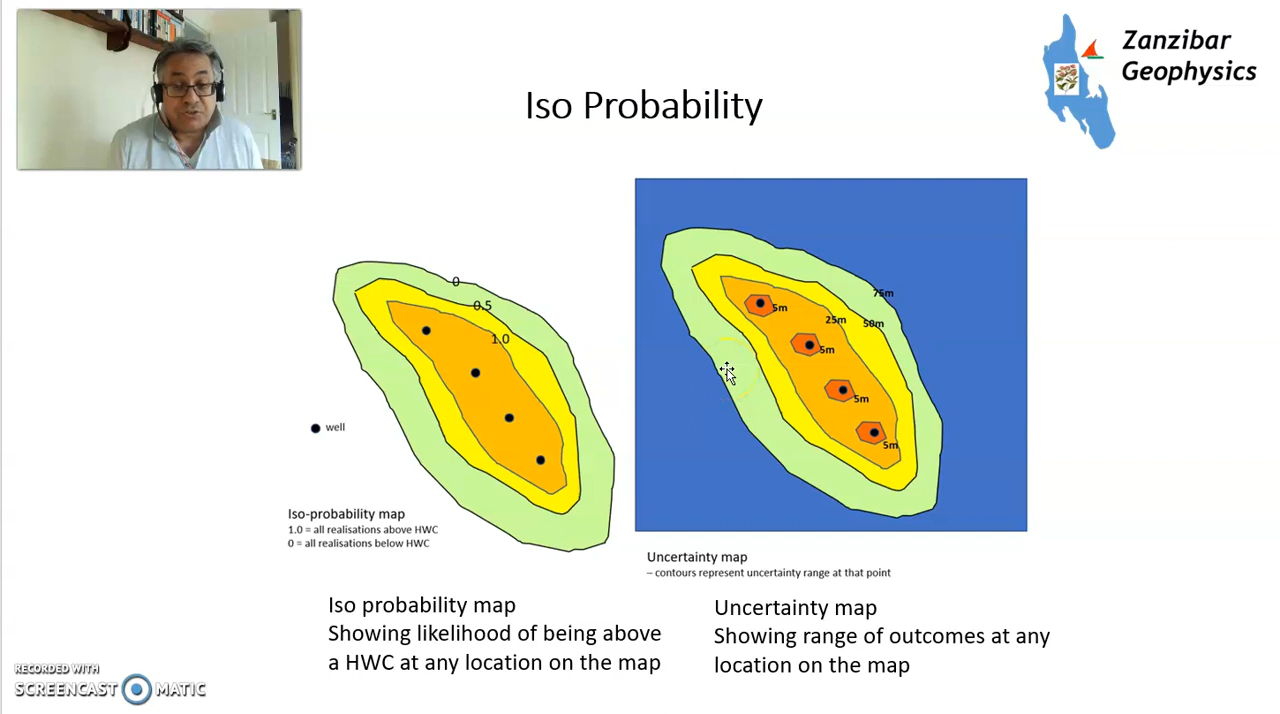 Zanzibar
Geophysics
Iso Probability
0
0.5
1.0
well
Iso-probability map
1.0 = all realisations above HWC
0 = all realisations below HWC
75m
5m
25m
50m
5m
5m
5m
Uncertainty map
– contours represent uncertainty range at that point
Iso probability map
Showing likelihood of being above
a HWC at any location on the map
Uncertainty map
Showing range of outcomes at any
location on the map
RECORDED WITH
SCREENCAST MATIC